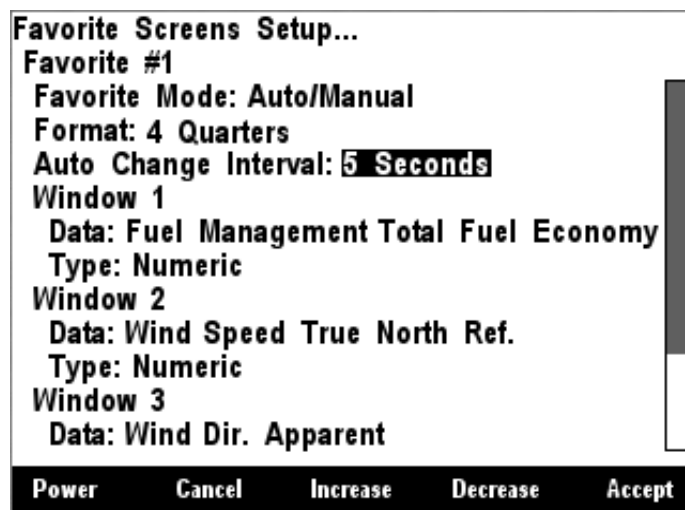 Favorite Screens Setup...
Favorite #1
Favorite Mode: Auto/Manual
Format: 4 Quarters
Auto Change Interval: 5 Seconds
Window 1
Data: Fuel Management Total Fuel Economy
Type: Numeric
Window 2
Data: Wind Speed True North Ref.
Type: Numeric
Window 3
Data: Wind Dir. Apparent
Power Cancel Increase Decrease Accept